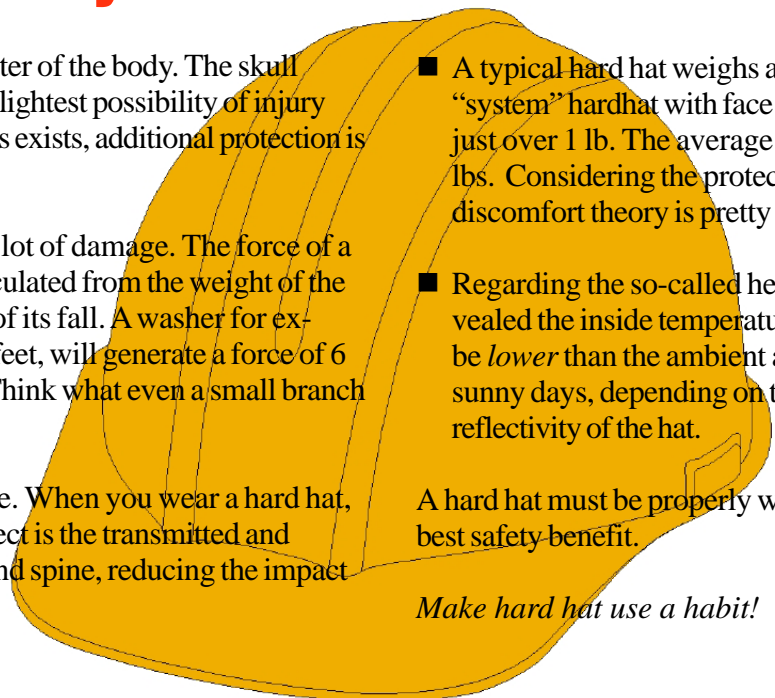 ter of the body. The skull
lightest possibility of injury
s exists, additional protection is
lot of damage. The force of a
culated from the weight of the
of its fall. A washer for ex-
feet, will generate a force of 6
Think what even a small branch
e. When you wear a hard hat,
ect is the transmitted and
nd spine, reducing the impact
■ A typical hard hat weighs a
“system” hardhat with face
just over 1 lb. The average
lbs. Considering the protec
discomfort theory is pretty
■ Regarding the so-called he
vealed the inside temperatu
be lower than the ambient a
sunny days, depending on t
reflectivity of the hat.
A hard hat must be properly w
best safety benefit.
Make hard hat use a habit!